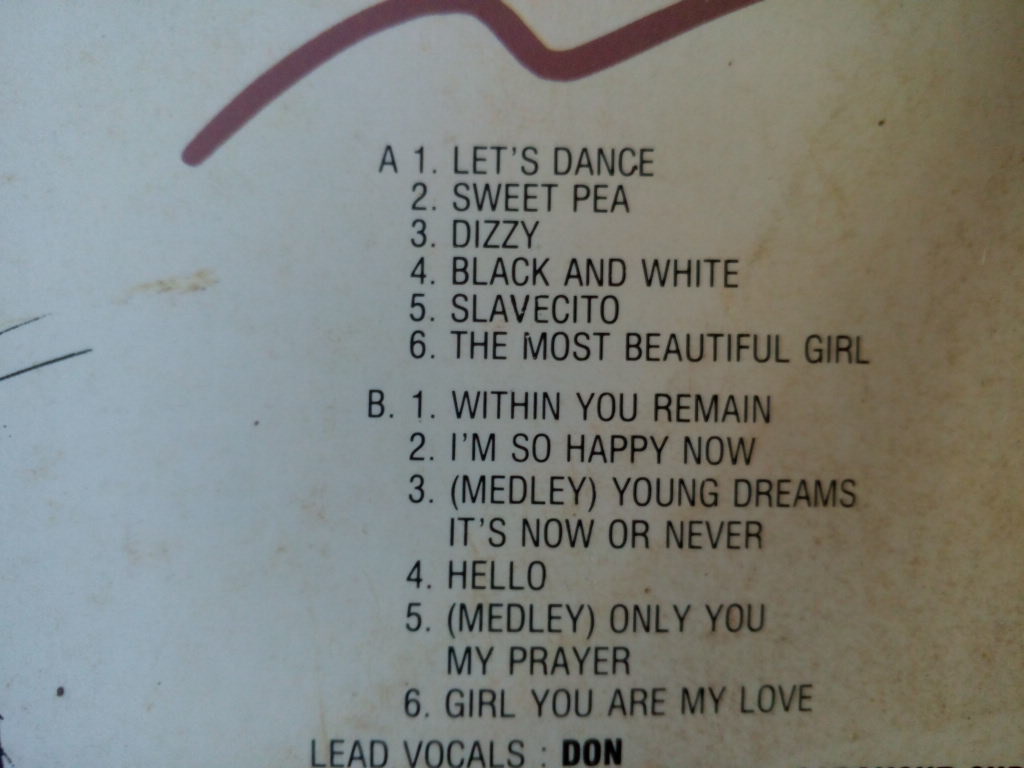 A 1. LET'S DANCE
2. SWEET PEA
3. DIZZY
4. BLACK AND WHITE
5. SLAVECITO
6. THE MOST BEAUTIFUL GIRL
B. 1. WITHIN YOU REMAIN
2. I'M SO HAPPY NOW
3. (MEDLEY) YOUNG DREAMS
IT'S NOW OR NEVER
4. HELLO
5. (MEDLEY) ONLY YOU
MY PRAYER
6. GIRL YOU ARE MY LOVE
LEAD VOCALS : DON